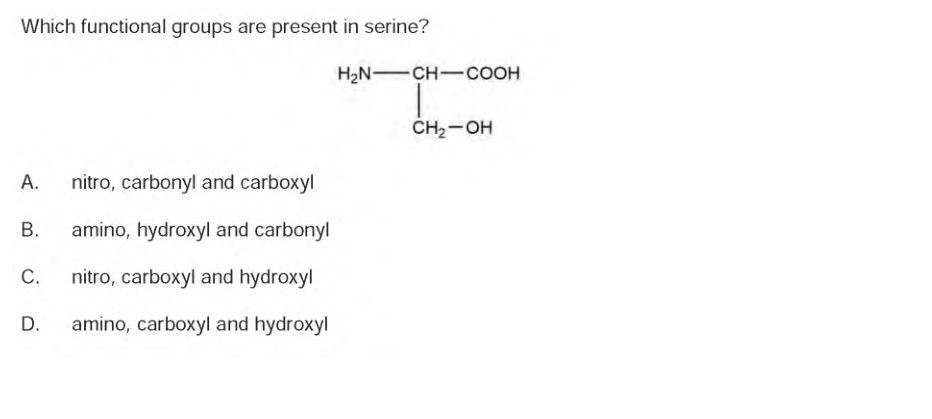 Which functional groups are present in serine?
H₂N—CH—COOH
CH₂—OH
A. nitro, carbonyl and carboxyl
B. amino, hydroxyl and carbonyl
C. nitro, carboxyl and hydroxyl
D. amino, carboxyl and hydroxyl